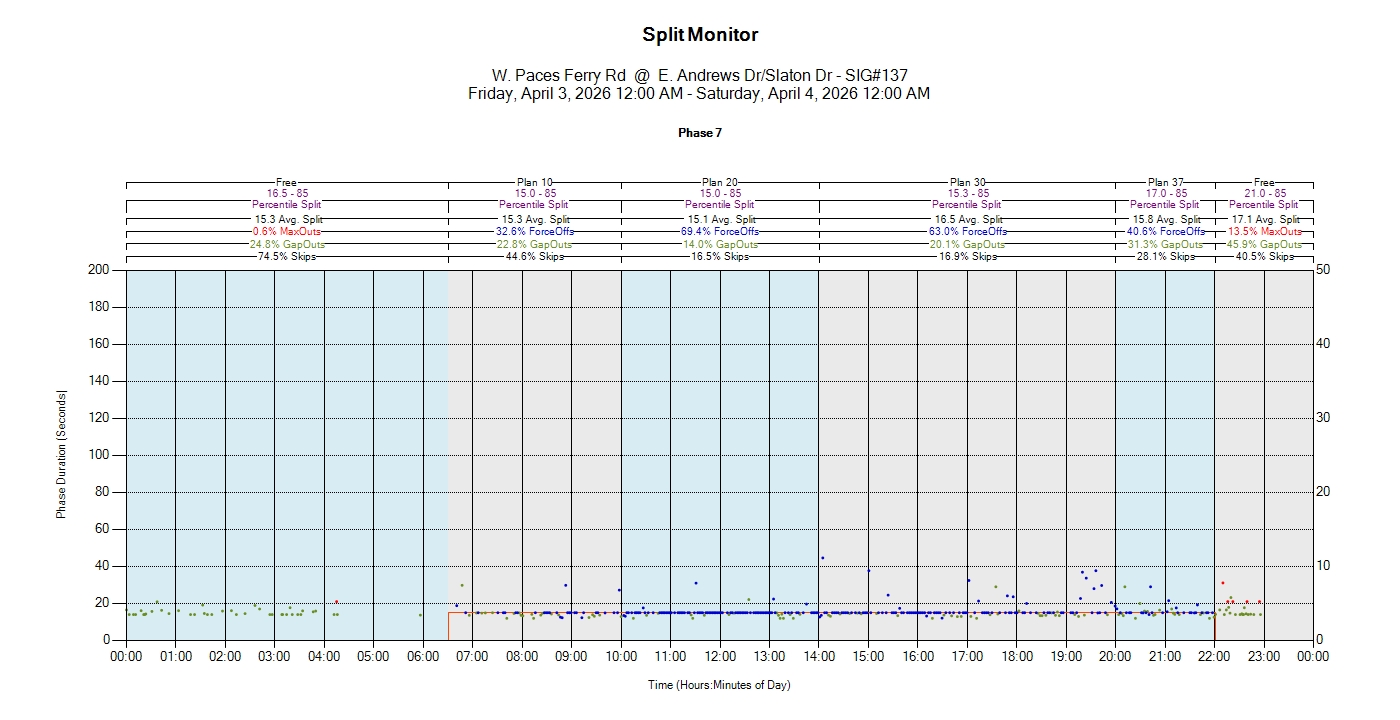 Split Monitor
W. Paces Ferry Rd @ E. Andrews Dr/Slaton Dr - SIG#137
Friday, April 3, 2026 12:00 AM - Saturday, April 4, 2026 12:00 AM
Phase 7
Free Plan 10 Plan 20 Plan 30 Plan 37 Free
16.5 - 85 15.0 - 85 15.0 - 85 15.3 - 85 17.0 - 85 21.0 - 85
Percentile Split Percentile Split Percentile Split Percentile Split Percentile Split Percentile Split
15.3 Avg. Split 15.3 Avg. Split 15.1 Avg. Split 16.5 Avg. Split 15.8 Avg. Split 17.1 Avg. Split
0.6% MaxOuts 32.6% ForceOffs 69.4% ForceOffs 63.0% ForceOffs 40.6% ForceOffs 13.5% MaxOuts
24.8% GapOuts 22.8% GapOuts 14.0% GapOuts 20.1% GapOuts 31.3% GapOuts 45.9% GapOuts
74.5% Skips 44.6% Skips 16.5% Skips 16.9% Skips 28.1% Skips 40.5% Skips
200 50
180
160 40
140
120 30
100
80 20
60
40 10
20
0 0
00:00 01:00 02:00 03:00 04:00 05:00 06:00 07:00 08:00 09:00 10:00 11:00 12:00 13:00 14:00 15:00 16:00 17:00 18:00 19:00 20:00 21:00 22:00 23:00 00:00
Phase Duration (Seconds)
Time (Hours:Minutes of Day)